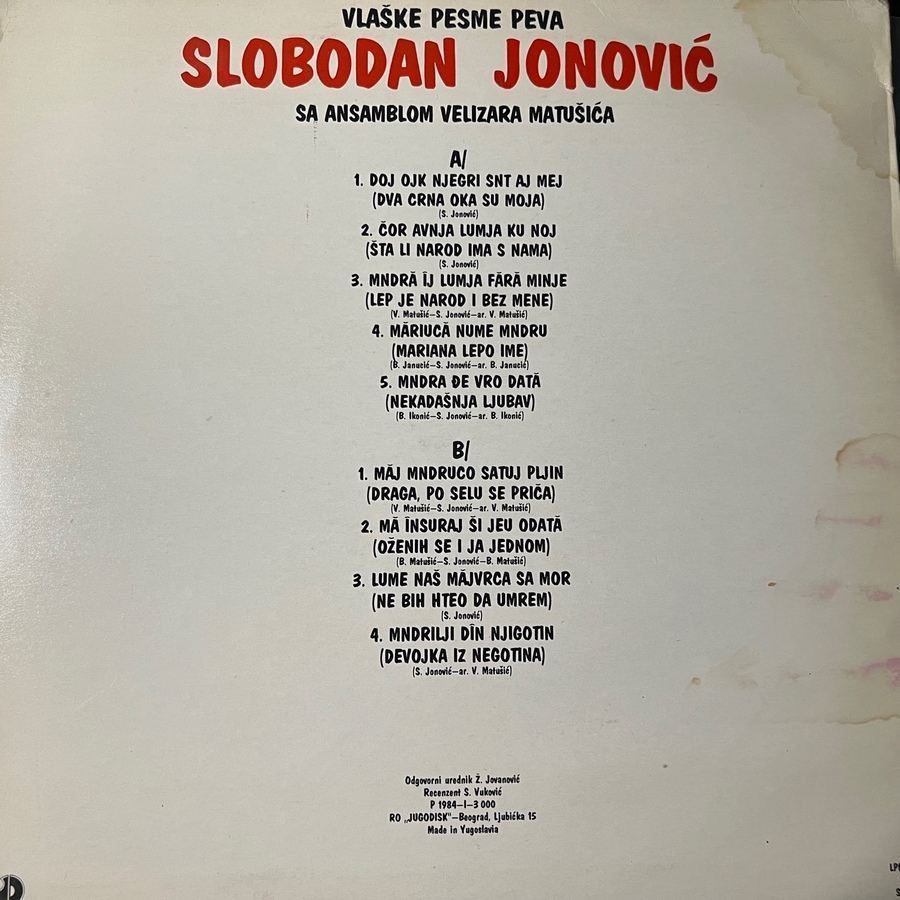 VLAŠKE PESME PEVA
SLOBODAN JONOVIĆ
SA ANSAMBLOM VELIZARA MATUŠIĆA
A/
1. DOJ OJK NJEGRI SNT AJ MEJ
(DVA CRNA OKA SU MOJA)
(S. Jonović)
2. ČOR AVNJA LUMJA KU NOJ
(ŠTA LI NAROD IMA S NAMA)
(S. Jonović)
3. MNDRĂ ÎJ LUMJA FĂRĂ MINJE
(LEP JE NAROD I BEZ MENE)
(V. Matušić—S. Jonović—ar. V. Matušić)
4. MĂRIUCĂ NUME MNDRU
(MARIANA LEPO IME)
(B. Janucić—S. Jonović—ar. B. Janucić)
5. MNDRA ĐE VRO DATĂ
(NEKADAŠNJA LJUBAV)
(B. Ikonić—S. Jonović—ar. B. Ikonić)
B/
1. MĂJ MNDRUCO SATUJ PLJIN
(DRAGA, PO SELU SE PRIČA)
(V. Matušić—S. Jonović—ar. V. Matušić)
2. MĂ ÎNSURAJ ŠI JEU ODATĂ
(OŽENIH SE I JA JEDNOM)
(B. Matušić—S. Jonović—B. Matušić)
3. LUME NAŠ MĂJVRCA SA MOR
(NE BIH HTEO DA UMREM)
(S. Jonović)
4. MNDRILJI DÎN NJIGOTIN
(DEVOJKA IZ NEGOTINA)
(S. Jonović—ar. V. Matušić)
Odgovorni urednik Ž. Jovanović
Recenzent S. Vuković
P 1984—I—3 000
RO „JUGODISK"—Beograd, Ljubićka 15
Made in Yugoslavia